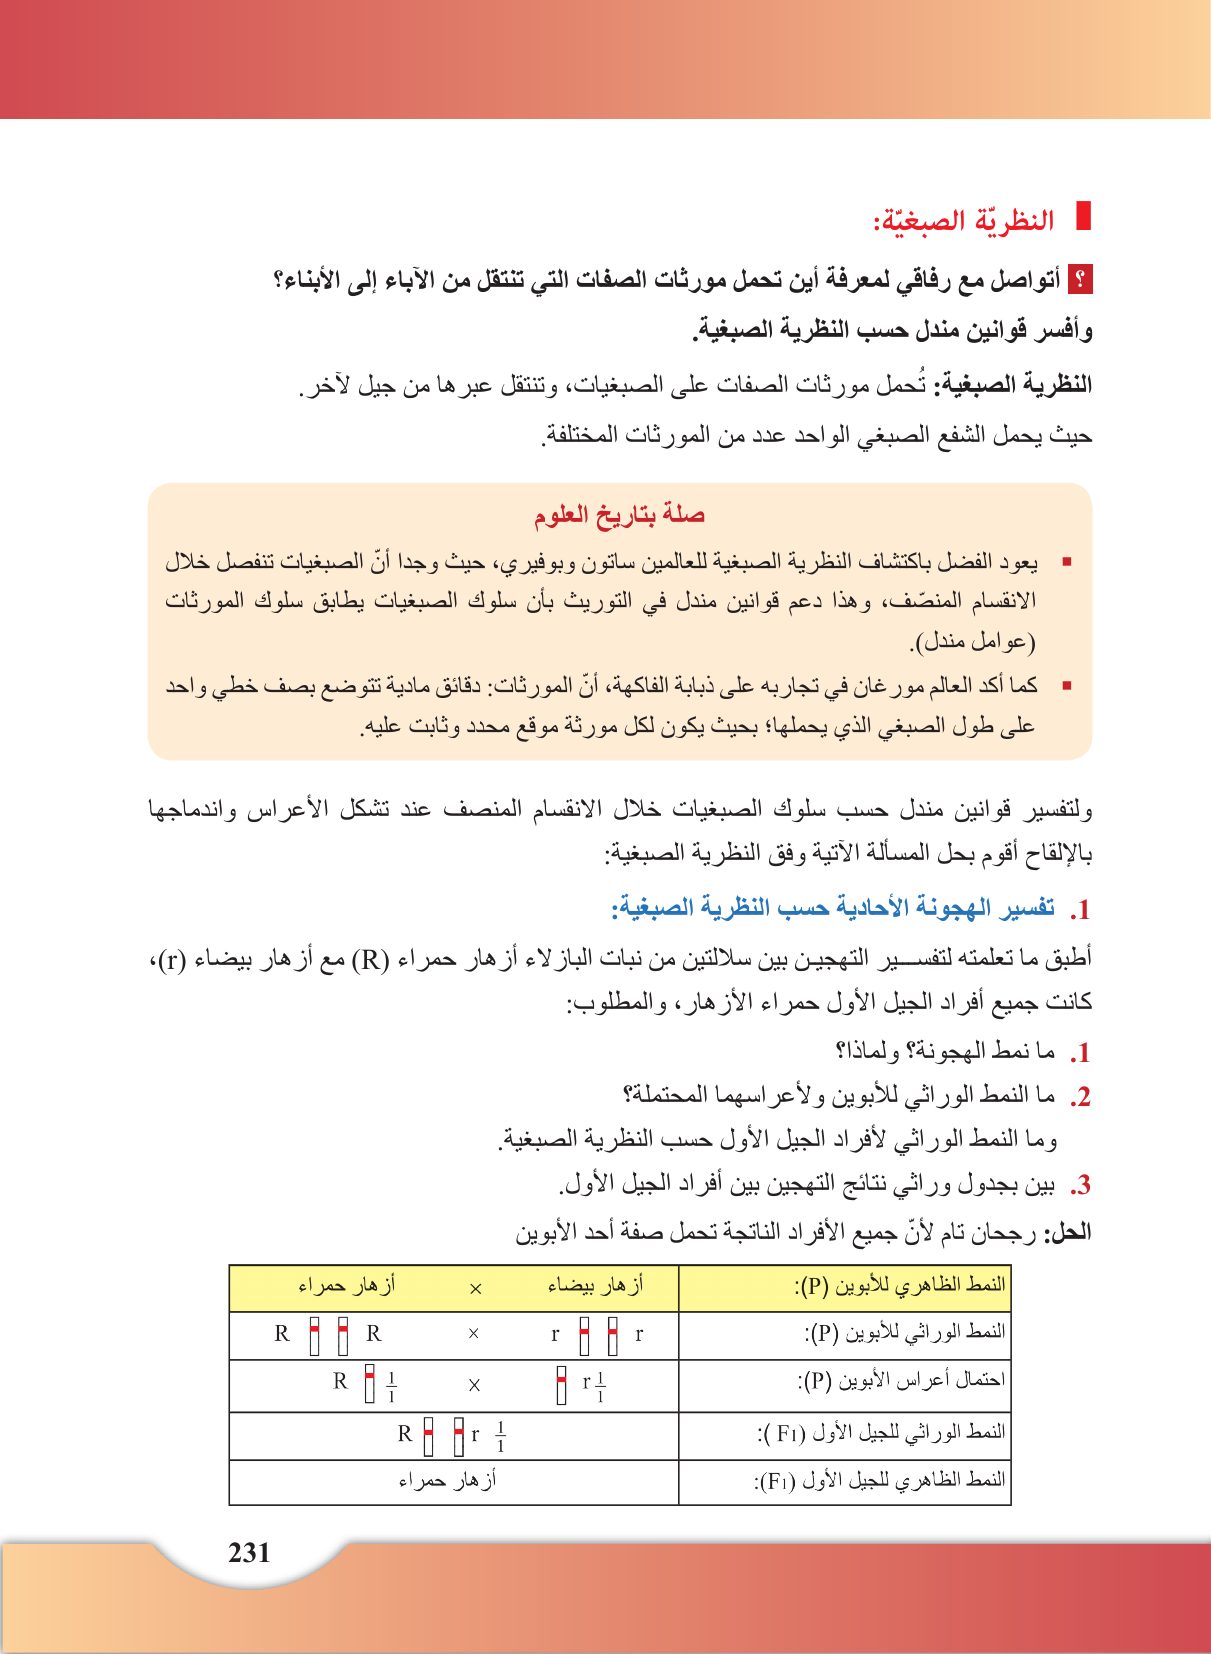 النظريّة الصبغيّة:
؟ أتواصل مع رفاقي لمعرفة أين تحمل مورثات الصفات التي تنتقل من الآباء إلى الأبناء؟
وأفسر قوانين مندل حسب النظرية الصبغية.
النظرية الصبغية: تُحمل مورثات الصفات على الصبغيات، وتنتقل عبرها من جيل لآخر.
حيث يحمل الشفع الصبغي الواحد عدد من المورثات المختلفة.
صلة بتاريخ العلوم
▪ يعود الفضل باكتشاف النظرية الصبغية للعالمين ساتون وبوفيري، حيث وجدا أنّ الصبغيات تنفصل خلال
الانقسام المنصّف، وهذا دعم قوانين مندل في التوريث بأن سلوك الصبغيات يطابق سلوك المورثات
(عوامل مندل).
▪ كما أكد العالم مورغان في تجاربه على ذبابة الفاكهة، أنّ المورثات: دقائق مادية تتوضع بصف خطي واحد
على طول الصبغي الذي يحملها؛ بحيث يكون لكل مورثة موقع محدد وثابت عليه.
ولتفسير قوانين مندل حسب سلوك الصبغيات خلال الانقسام المنصف عند تشكل الأعراس واندماجها
بالإلقاح أقوم بحل المسألة الآتية وفق النظرية الصبغية:
1. تفسير الهجونة الأحادية حسب النظرية الصبغية:
أطبق ما تعلمته لتفســـير التهجيـن بين سلالتين من نبات البازلاء أزهار حمراء (R) مع أزهار بيضاء (r)،
كانت جميع أفراد الجيل الأول حمراء الأزهار، والمطلوب:
1. ما نمط الهجونة؟ ولماذا؟
2. ما النمط الوراثي للأبوين ولأعراسهما المحتملة؟
وما النمط الوراثي لأفراد الجيل الأول حسب النظرية الصبغية.
3. بين بجدول وراثي نتائج التهجين بين أفراد الجيل الأول.
الحل: رجحان تام لأنّ جميع الأفراد الناتجة تحمل صفة أحد الأبوين
النمط الظاهري للأبوين (P): أزهار بيضاء × أزهار حمراء
النمط الوراثي للأبوين (P): r r × R R
احتمال أعراس الأبوين (P): 1/1 r × 1/1 R
النمط الوراثي للجيل الأول (F1 ): 1/1 r R
النمط الظاهري للجيل الأول (F1): أزهار حمراء
231